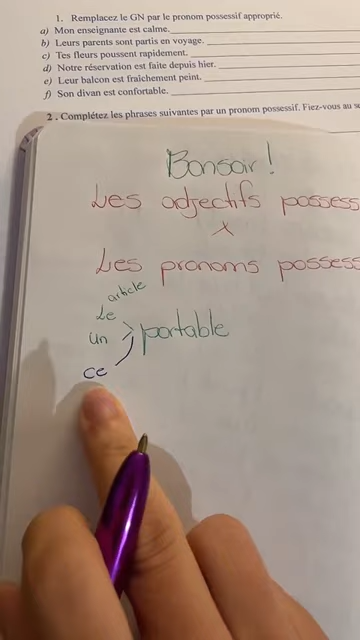 1. Remplacez le GN par le pronom possessif approprié.
a) Mon enseignante est calme.
b) Leurs parents sont partis en voyage.
c) Tes fleurs poussent rapidement.
d) Notre réservation est faite depuis hier.
e) Leur balcon est fraîchement peint.
f) Son divan est confortable.
2. Complétez les phrases suivantes par un pronom possessif. Fiez-vous au
Bonsoir!
Les adjectifs possess
X
Les pronoms possess
article
Le
un portable
ce